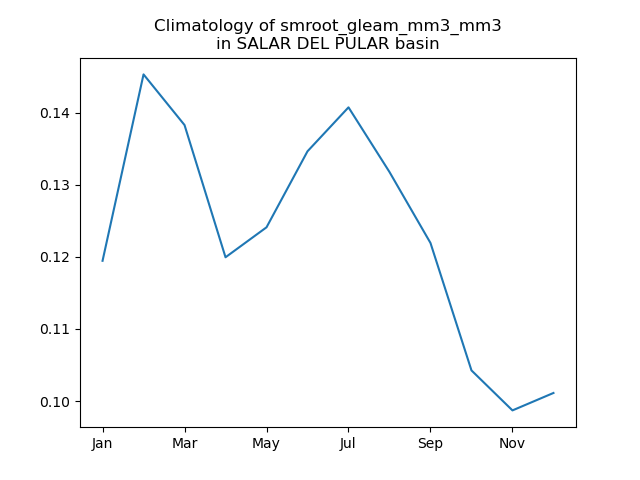 Climatology of smroot_gleam_mm3_mm3
in SALAR DEL PULAR basin
0.14
0.13
0.12
0.11
0.10
Jan Mar May Jul Sep Nov